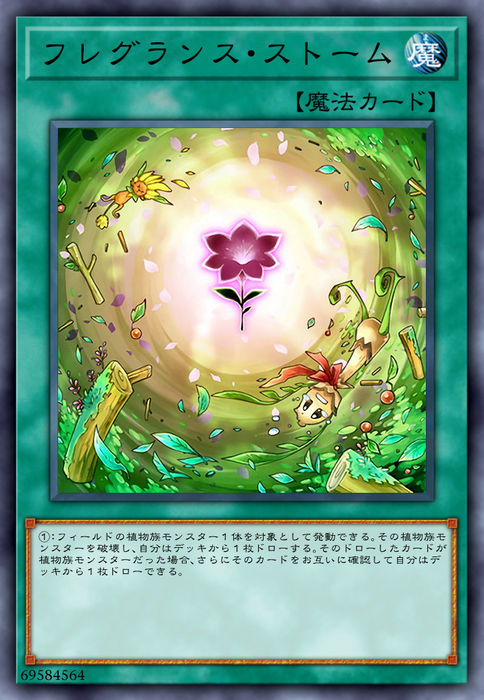 フレグランス・ストーム
魔
【魔法カード】
①：フィールドの植物族モンスター１体を対象として発動できる。その植物族モ
ンスターを破壊し、自分はデッキから１枚ドローする。そのドローしたカードが
植物族モンスターだった場合、さらにそのカードをお互いに確認して自分はデ
ッキから１枚ドローできる。
69584564